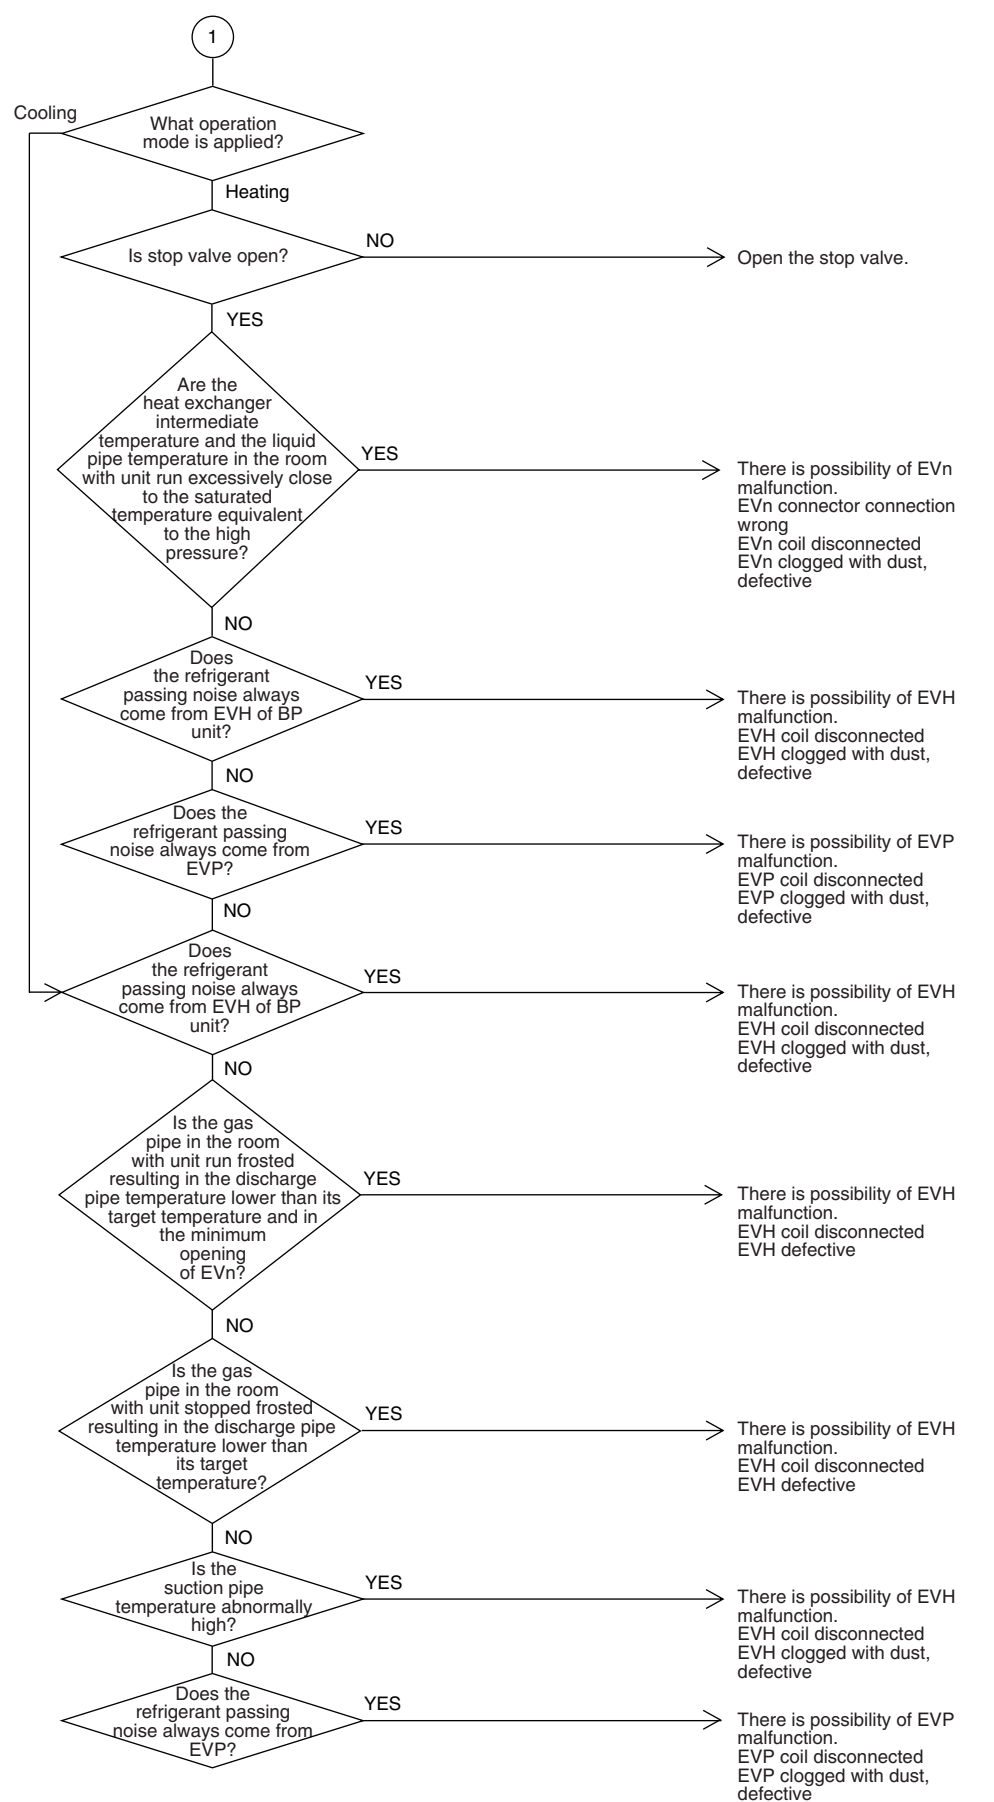 1
Cooling
What operation
mode is applied?
Heating
Is stop valve open?
NO
Open the stop valve.
YES
Are the
heat exchanger
intermediate
temperature and the liquid
pipe temperature in the room
with unit run excessively close
to the saturated
temperature equivalent
to the high
pressure?
YES
There is possibility of EVn
malfunction.
EVn connector connection
wrong
EVn coil disconnected
EVn clogged with dust,
defective
NO
Does
the refrigerant
passing noise always
come from EVH of BP
unit?
YES
There is possibility of EVH
malfunction.
EVH coil disconnected
EVH clogged with dust,
defective
NO
Does the
refrigerant passing
noise always come from
EVP?
YES
There is possibility of EVP
malfunction.
EVP coil disconnected
EVP clogged with dust,
defective
NO
Does
the refrigerant
passing noise always
come from EVH of BP
unit?
YES
There is possibility of EVH
malfunction.
EVH coil disconnected
EVH clogged with dust,
defective
NO
Is the gas
pipe in the room
with unit run frosted
resulting in the discharge
pipe temperature lower than its
target temperature and in
the minimum
opening
of EVn?
YES
There is possibility of EVH
malfunction.
EVH coil disconnected
EVH defective
NO
Is the gas
pipe in the room
with unit stopped frosted
resulting in the discharge pipe
temperature lower than
its target
temperature?
YES
There is possibility of EVH
malfunction.
EVH coil disconnected
EVH defective
NO
Is the
suction pipe
temperature abnormally
high?
YES
There is possibility of EVH
malfunction.
EVH coil disconnected
EVH clogged with dust,
defective
NO
Does the
refrigerant passing
noise always come from
EVP?
YES
There is possibility of EVP
malfunction.
EVP coil disconnected
EVP clogged with dust,
defective